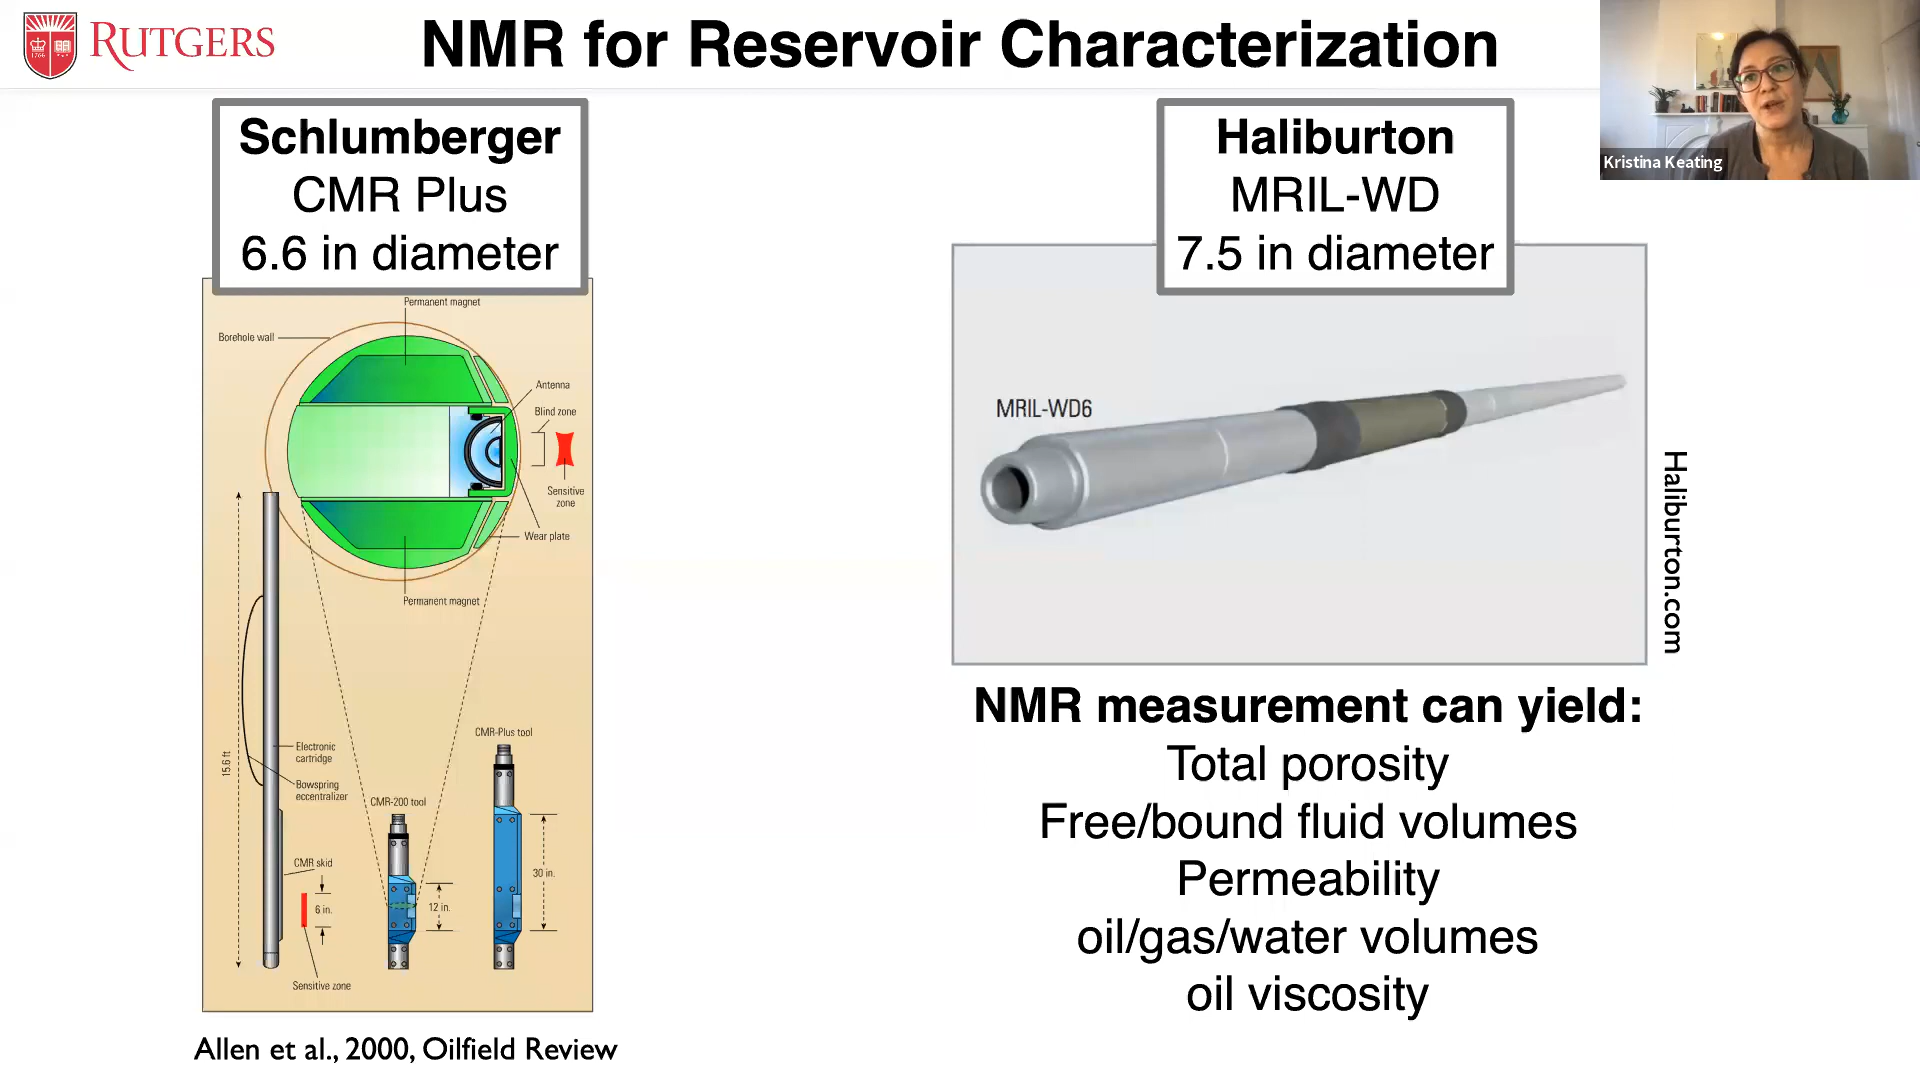 RUTGERS
NMR for Reservoir Characterization
Kristina Keating
Schlumberger
CMR Plus
6.6 in diameter
Permanent magnet
Borehole wall
Antenna
Blind zone
Sensitive
zone
Wear plate
Permanent magnet
15.6 ft
Electronic
cartridge
Bowspring
eccentralizer
CMR skid
6 in.
Sensitive zone
CMR-200 tool
12 in.
CMR-Plus tool
30 in.
Allen et al., 2000, Oilfield Review
Haliburton
MRIL-WD
7.5 in diameter
MRIL-WD6
Haliburton.com
NMR measurement can yield:
Total porosity
Free/bound fluid volumes
Permeability
oil/gas/water volumes
oil viscosity